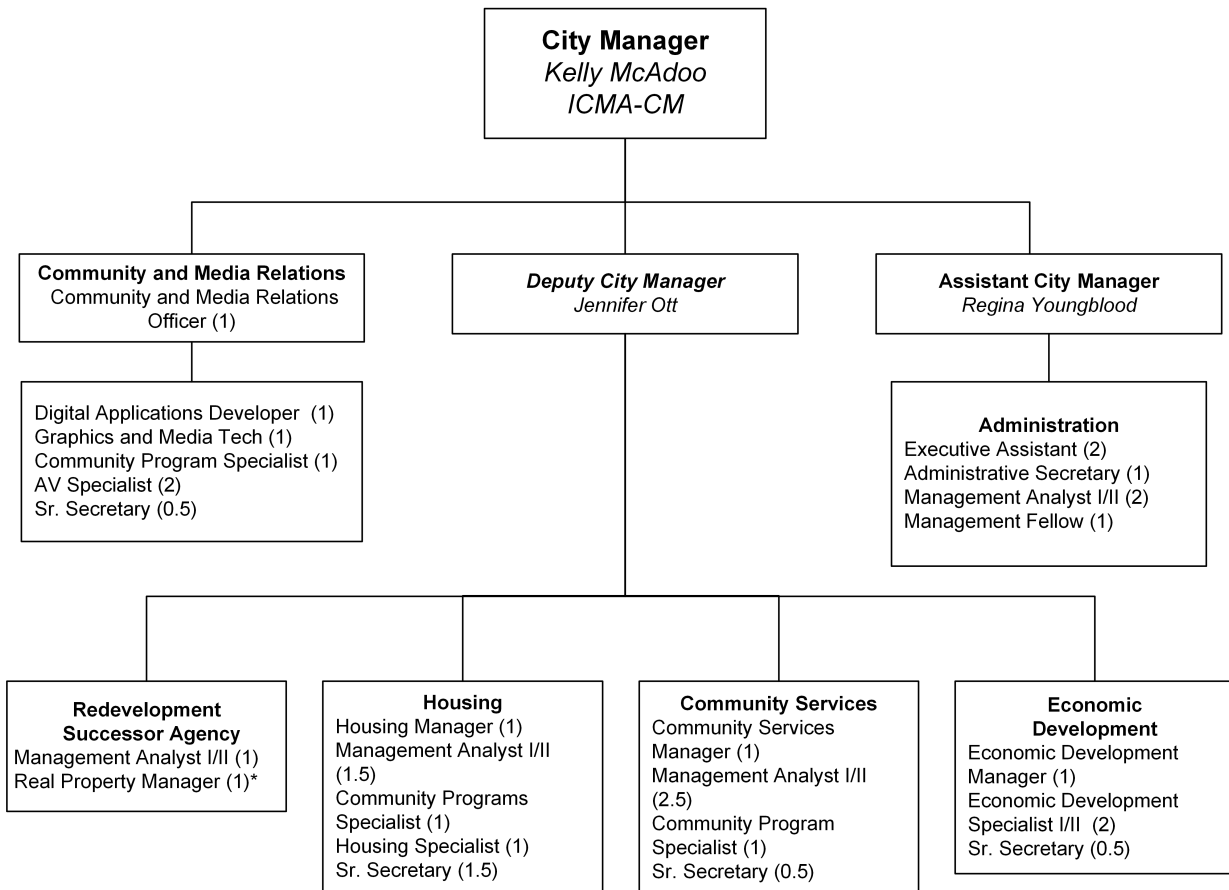 City Manager
Kelly McAdoo
ICMA-CM
Community and Media Relations
Community and Media Relations
Officer (1)
Deputy City Manager
Jennifer Ott
Assistant City Manager
Regina Youngblood
Digital Applications Developer  (1)
Graphics and Media Tech (1)
Community Program Specialist (1)
AV Specialist (2)
Sr. Secretary (0.5)
Administration
Executive Assistant (2)
Administrative Secretary (1)
Management Analyst I/II (2)
Management Fellow (1)
Redevelopment
Successor Agency
Management Analyst I/II (1)
Real Property Manager (1)*
Housing
Housing Manager (1)
Management Analyst I/II
(1.5)
Community Programs
Specialist (1)
Housing Specialist (1)
Sr. Secretary (1.5)
Community Services
Community Services
Manager (1)
Management Analyst I/II
(2.5)
Community Program
Specialist (1)
Sr. Secretary (0.5)
Economic
Development
Economic Development
Manager (1)
Economic Development
Specialist I/II  (2)
Sr. Secretary (0.5)